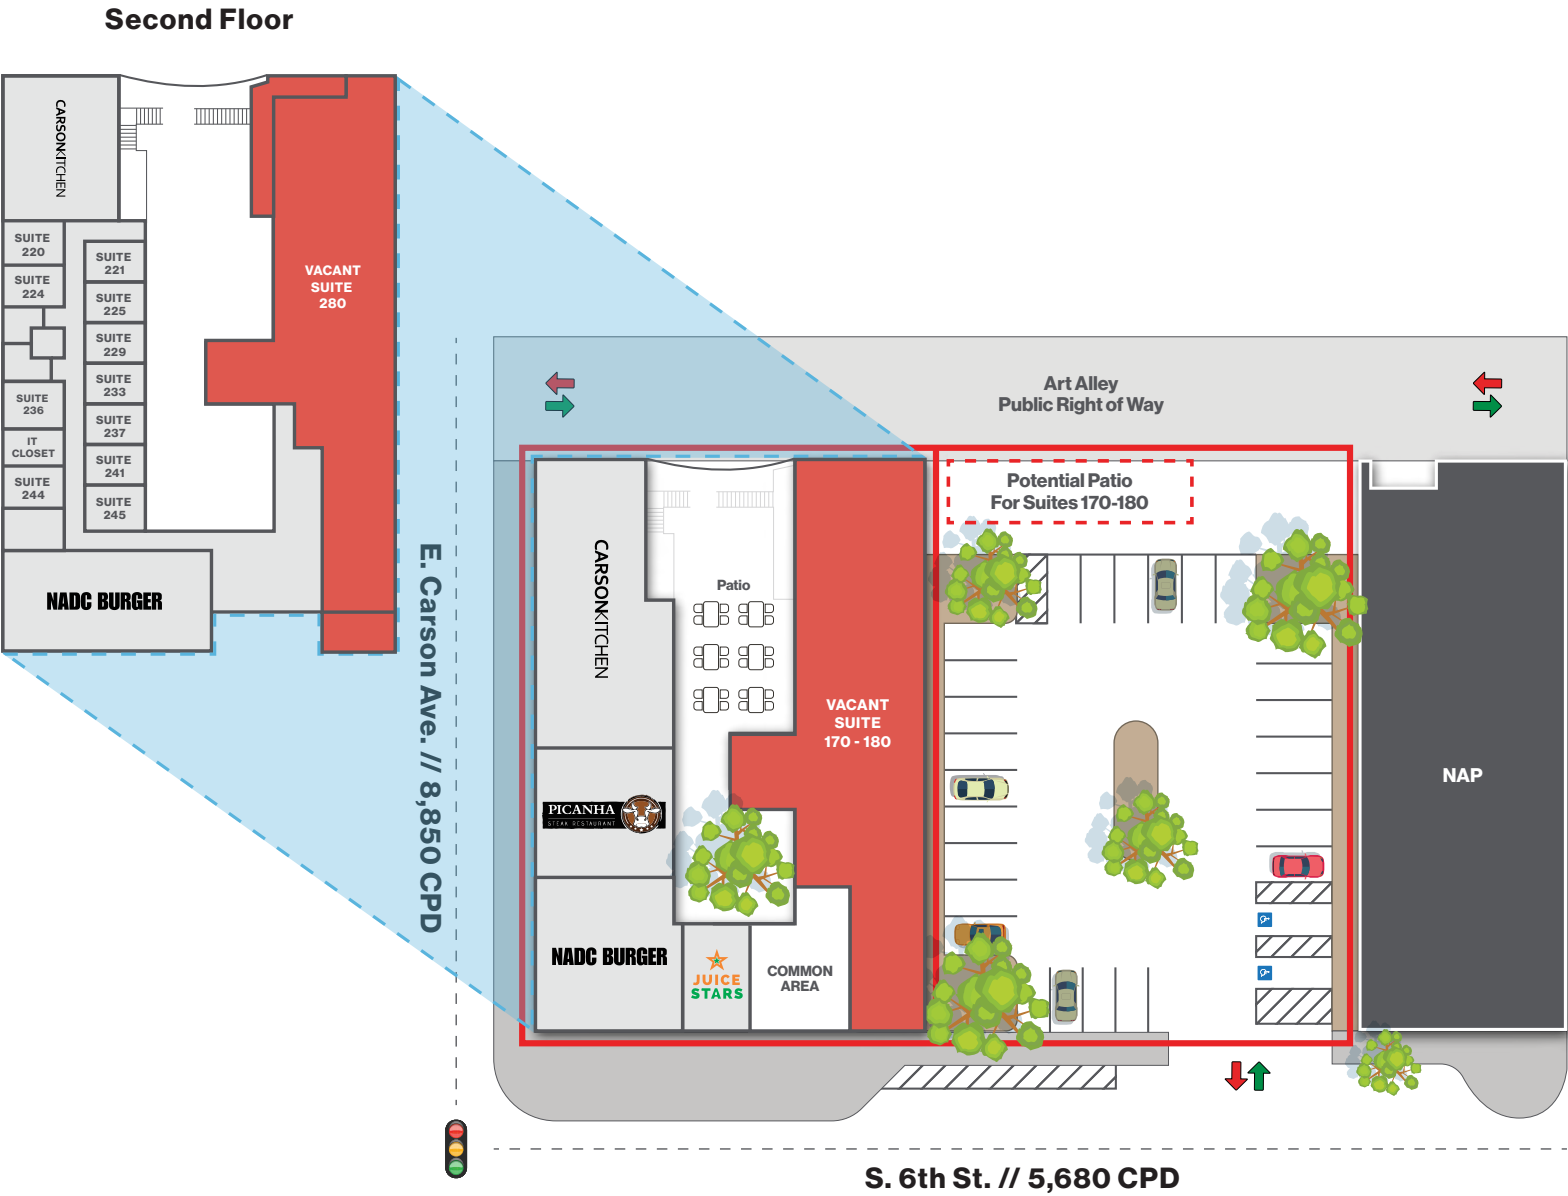 Second Floor
CARSONKITCHEN
SUITE
220
SUITE
224
SUITE
236
IT
CLOSET
SUITE
244
SUITE
221
SUITE
225
SUITE
229
SUITE
233
SUITE
237
SUITE
241
SUITE
245
VACANT
SUITE
280
NADC BURGER
E. Carson Ave. // 8,850 CPD
Art Alley
Public Right of Way
Potential Patio
For Suites 170-180
CARSONKITCHEN
Patio
VACANT
SUITE
170 - 180
PICANHA
STEAK RESTAURANT
NADC BURGER
JUICE
STARS
COMMON
AREA
NAP
S. 6th St. // 5,680 CPD